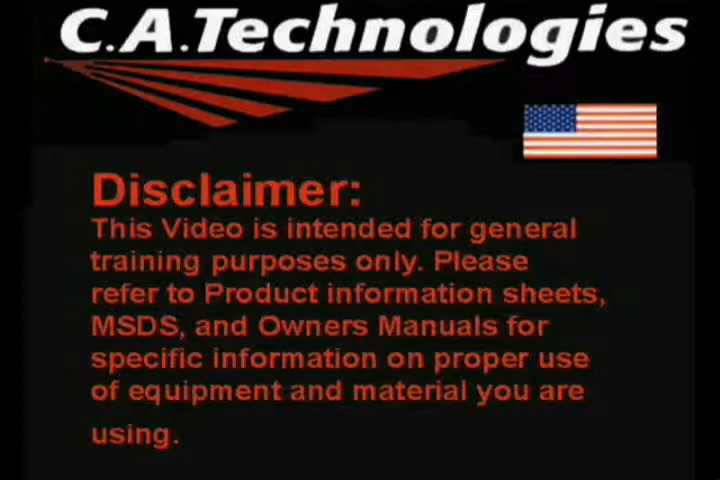 C.A.Technologies
Disclaimer:
This Video is intended for general
training purposes only. Please
refer to Product information sheets,
MSDS, and Owners Manuals for
specific information on proper use
of equipment and material you are
using.